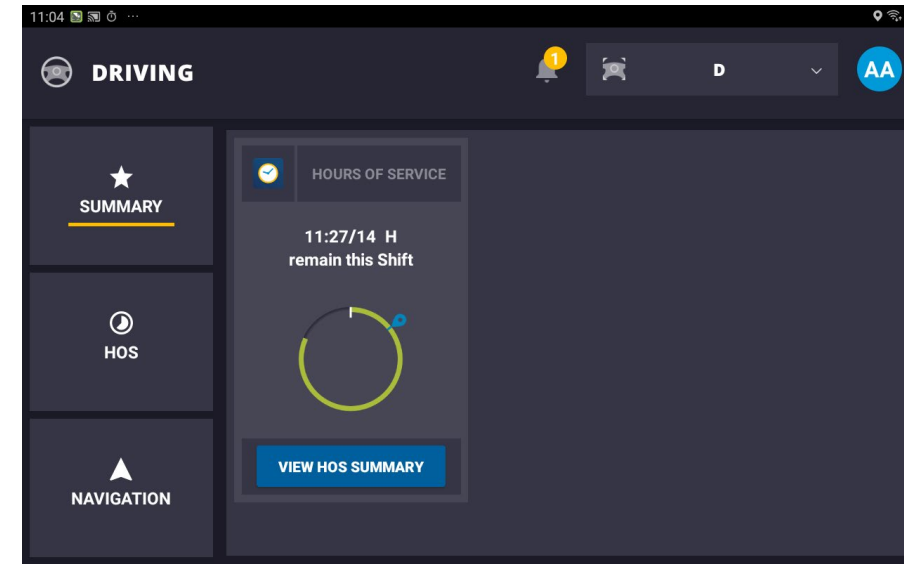 11:04
DRIVING
1
D
AA
SUMMARY
HOURS OF SERVICE
11:27/14 H
remain this Shift
HOS
VIEW HOS SUMMARY
NAVIGATION